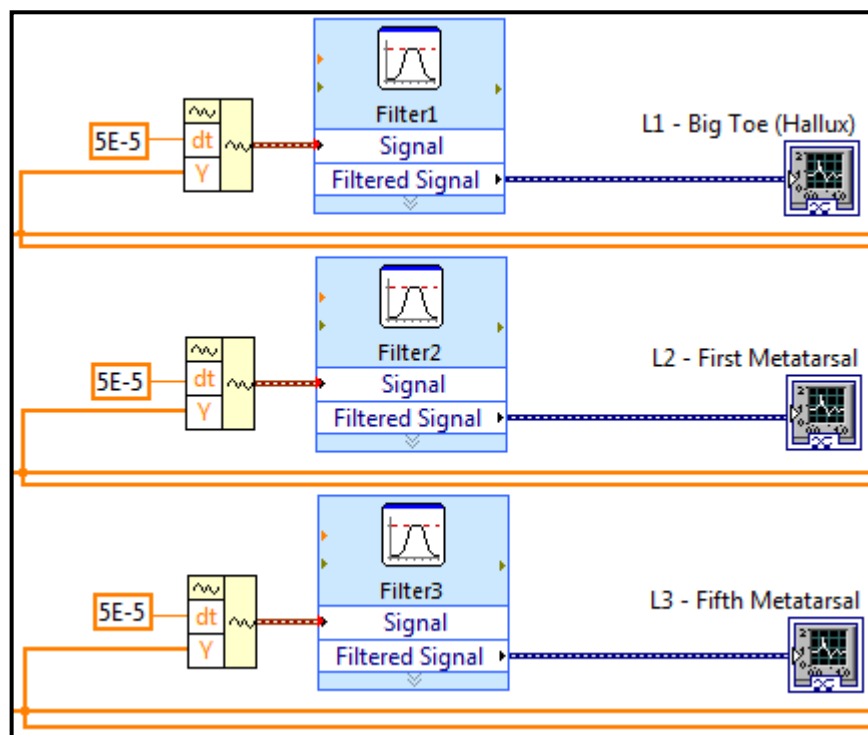 Filter1
L1 - Big Toe (Hallux)
5E-5
dt
Y
Signal
Filtered Signal
Filter2
L2 - First Metatarsal
5E-5
dt
Y
Signal
Filtered Signal
Filter3
L3 - Fifth Metatarsal
5E-5
dt
Y
Signal
Filtered Signal